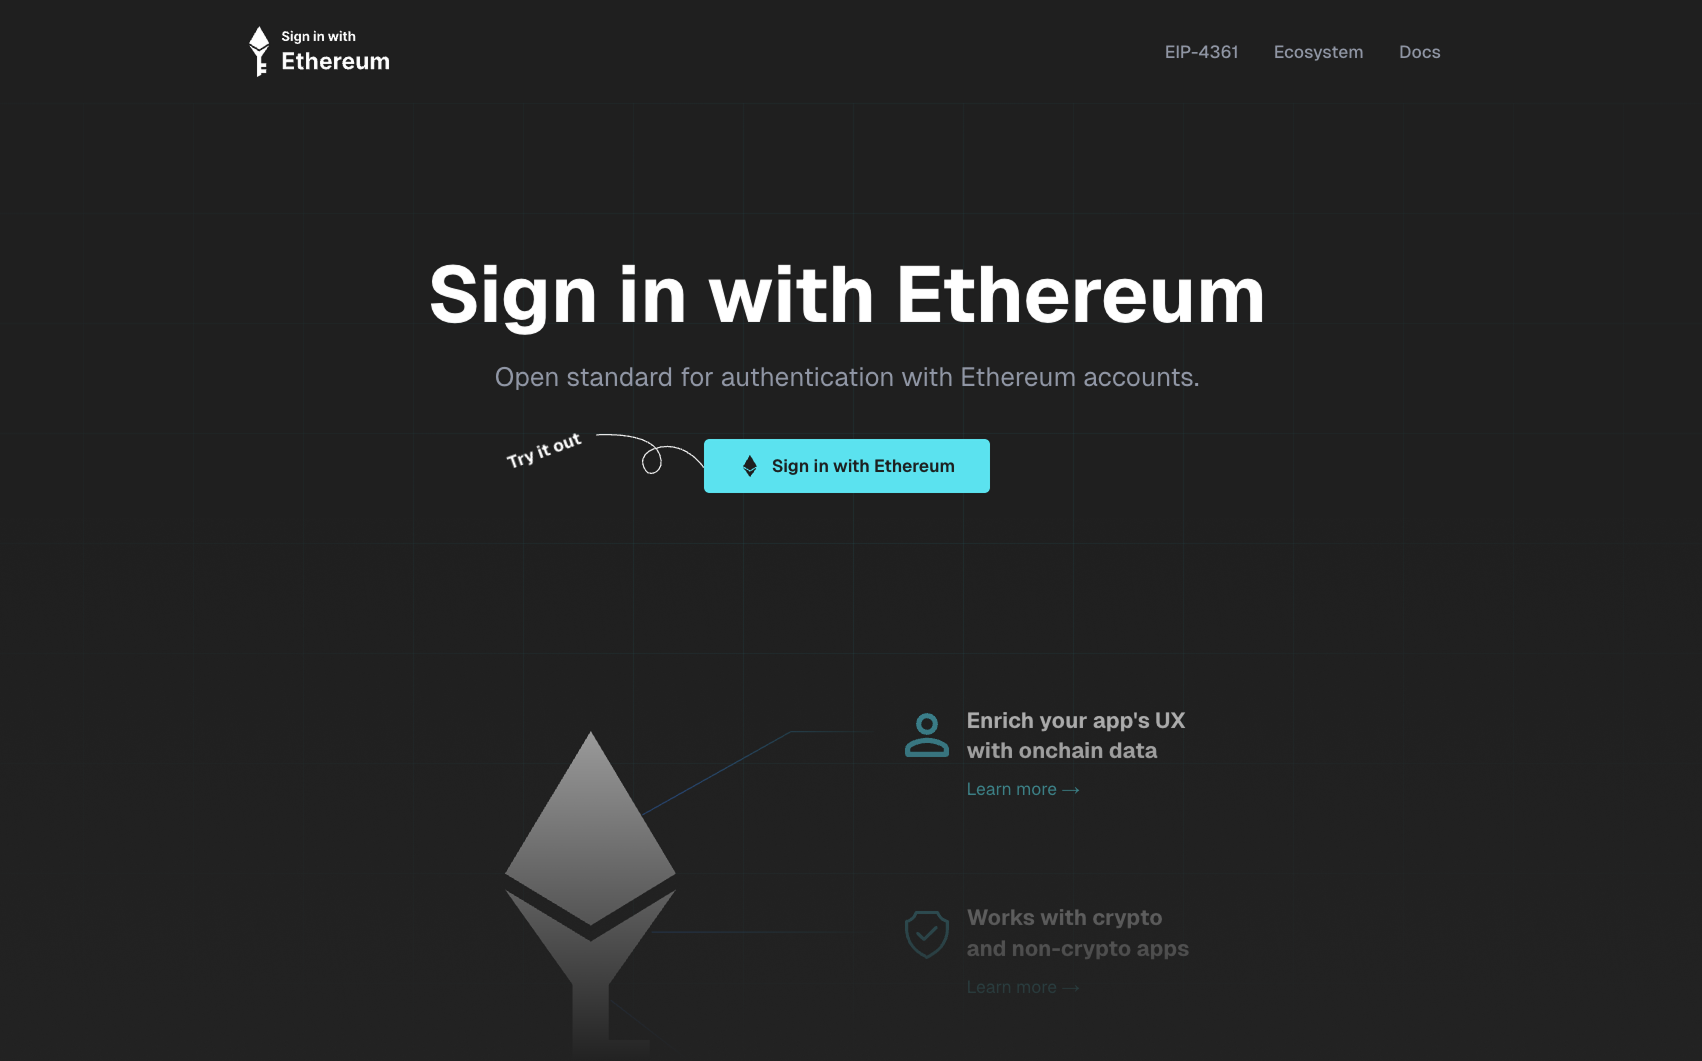 Sign in with
Ethereum
EIP-4361
Ecosystem
Docs
Sign in with Ethereum
Open standard for authentication with Ethereum accounts.
Try it out
Sign in with Ethereum
Enrich your app's UX
with onchain data
Learn more →
Works with crypto
and non-crypto apps
Learn more →